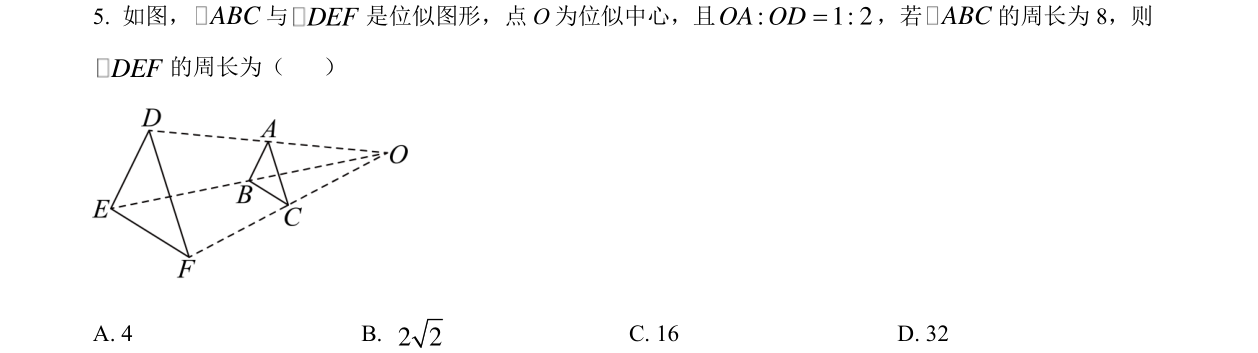 5. 如图，□ABC 与 □DEF 是位似图形，点 O 为位似中心，且 OA : OD = 1 : 2，若 □ABC 的周长为 8，则
□DEF 的周长为（　　）
D
A
O
B
E
C
F
A. 4 B. 2√2 C. 16 D. 32